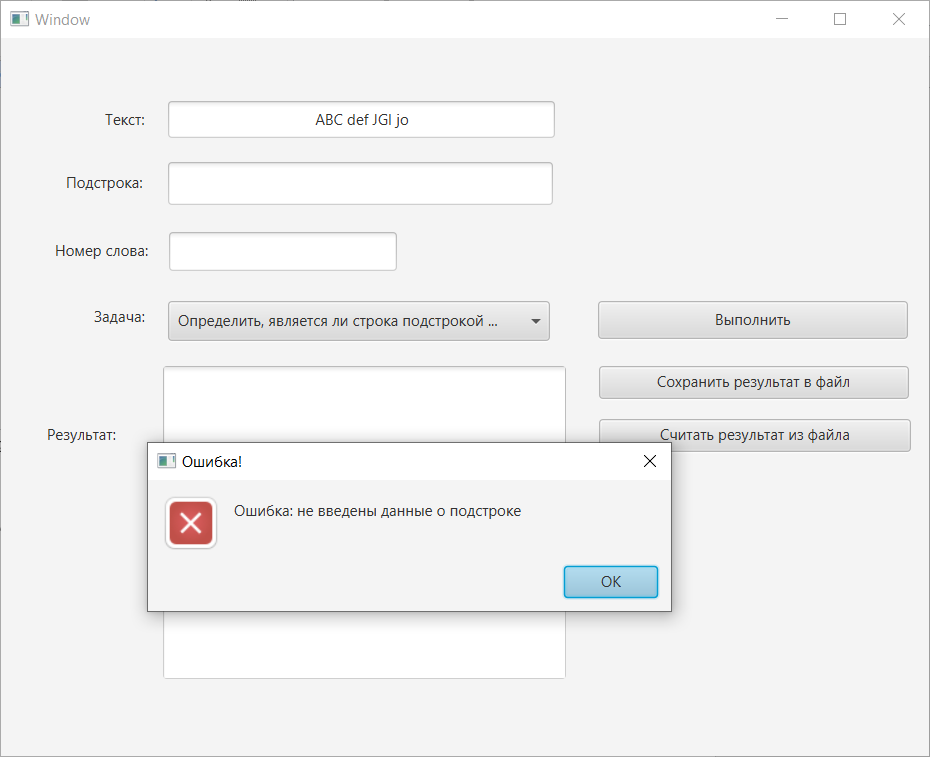 Window
Текст:
ABC def JGI jo
Подстрока:
Номер слова:
Задача:
Определить, является ли строка подстрокой ...
Выполнить
Сохранить результат в файл
Результат:
Считать результат из файла
Ошибка!
Ошибка: не введены данные о подстроке
OK